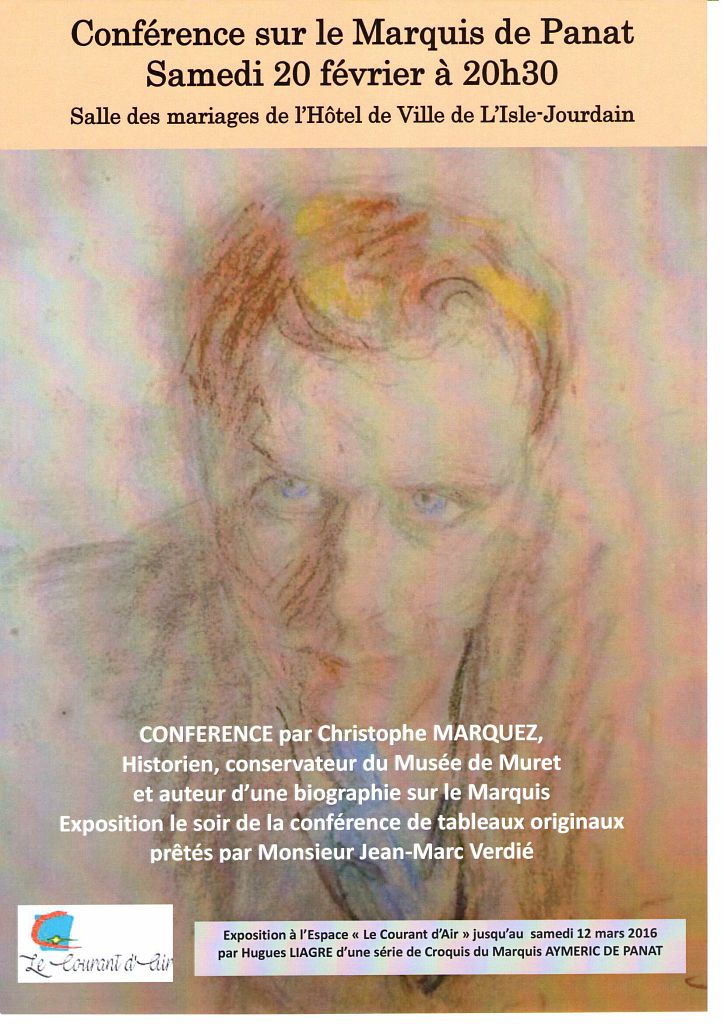 Conférence sur le Marquis de Panat
Samedi 20 février à 20h30
Salle des mariages de l'Hôtel de Ville de L'Isle-Jourdain
CONFERENCE par Christophe MARQUEZ,
Historien, conservateur du Musée de Muret
et auteur d'une biographie sur le Marquis
Exposition le soir de la conférence de tableaux originaux
prêtés par Monsieur Jean-Marc Verdié
Le Courant d'Air
Exposition à l'Espace « Le Courant d'Air » jusqu'au samedi 12 mars 2016
par Hugues LIAGRE d'une série de Croquis du Marquis AYMERIC DE PANAT